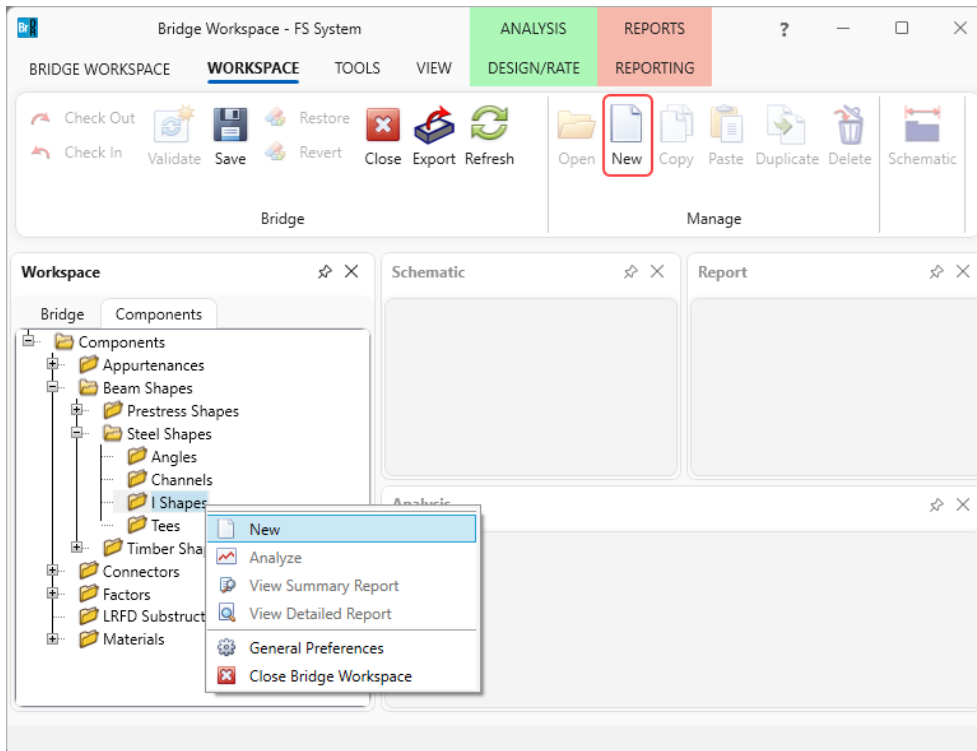 Br R Bridge Workspace - FS System ANALYSIS REPORTS ?
BRIDGE WORKSPACE WORKSPACE TOOLS VIEW DESIGN/RATE REPORTING
Check Out
Check In
Validate
Save
Restore
Revert
Close
Export
Refresh
Bridge
Open
New
Copy
Paste
Duplicate
Delete
Manage
Schematic
Workspace
Bridge Components
Components
Appurtenances
Beam Shapes
Prestress Shapes
Steel Shapes
Angles
Channels
I Shapes
Tees
Timber Sha
Connectors
Factors
LRFD Substruct
Materials
New
Analyze
View Summary Report
View Detailed Report
General Preferences
Close Bridge Workspace
Schematic
Report
Analysis